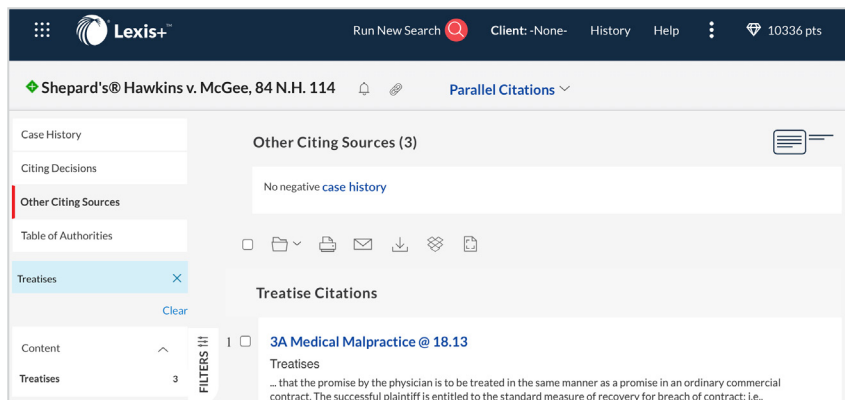 Lexis+™
Run New Search
Client: -None-
History
Help
10336 pts
Shepard's® Hawkins v. McGee, 84 N.H. 114
Parallel Citations
Case History
Citing Decisions
Other Citing Sources
Table of Authorities
Treatises
Clear
Content
Treatises 3
FILTERS
Other Citing Sources (3)
No negative case history
Treatise Citations
1 3A Medical Malpractice @ 18.13
Treatises
... that the promise by the physician is to be treated in the same manner as a promise in an ordinary commercial
contract. The successful plaintiff is entitled to the standard measure of recovery for breach of contract: i.e.,